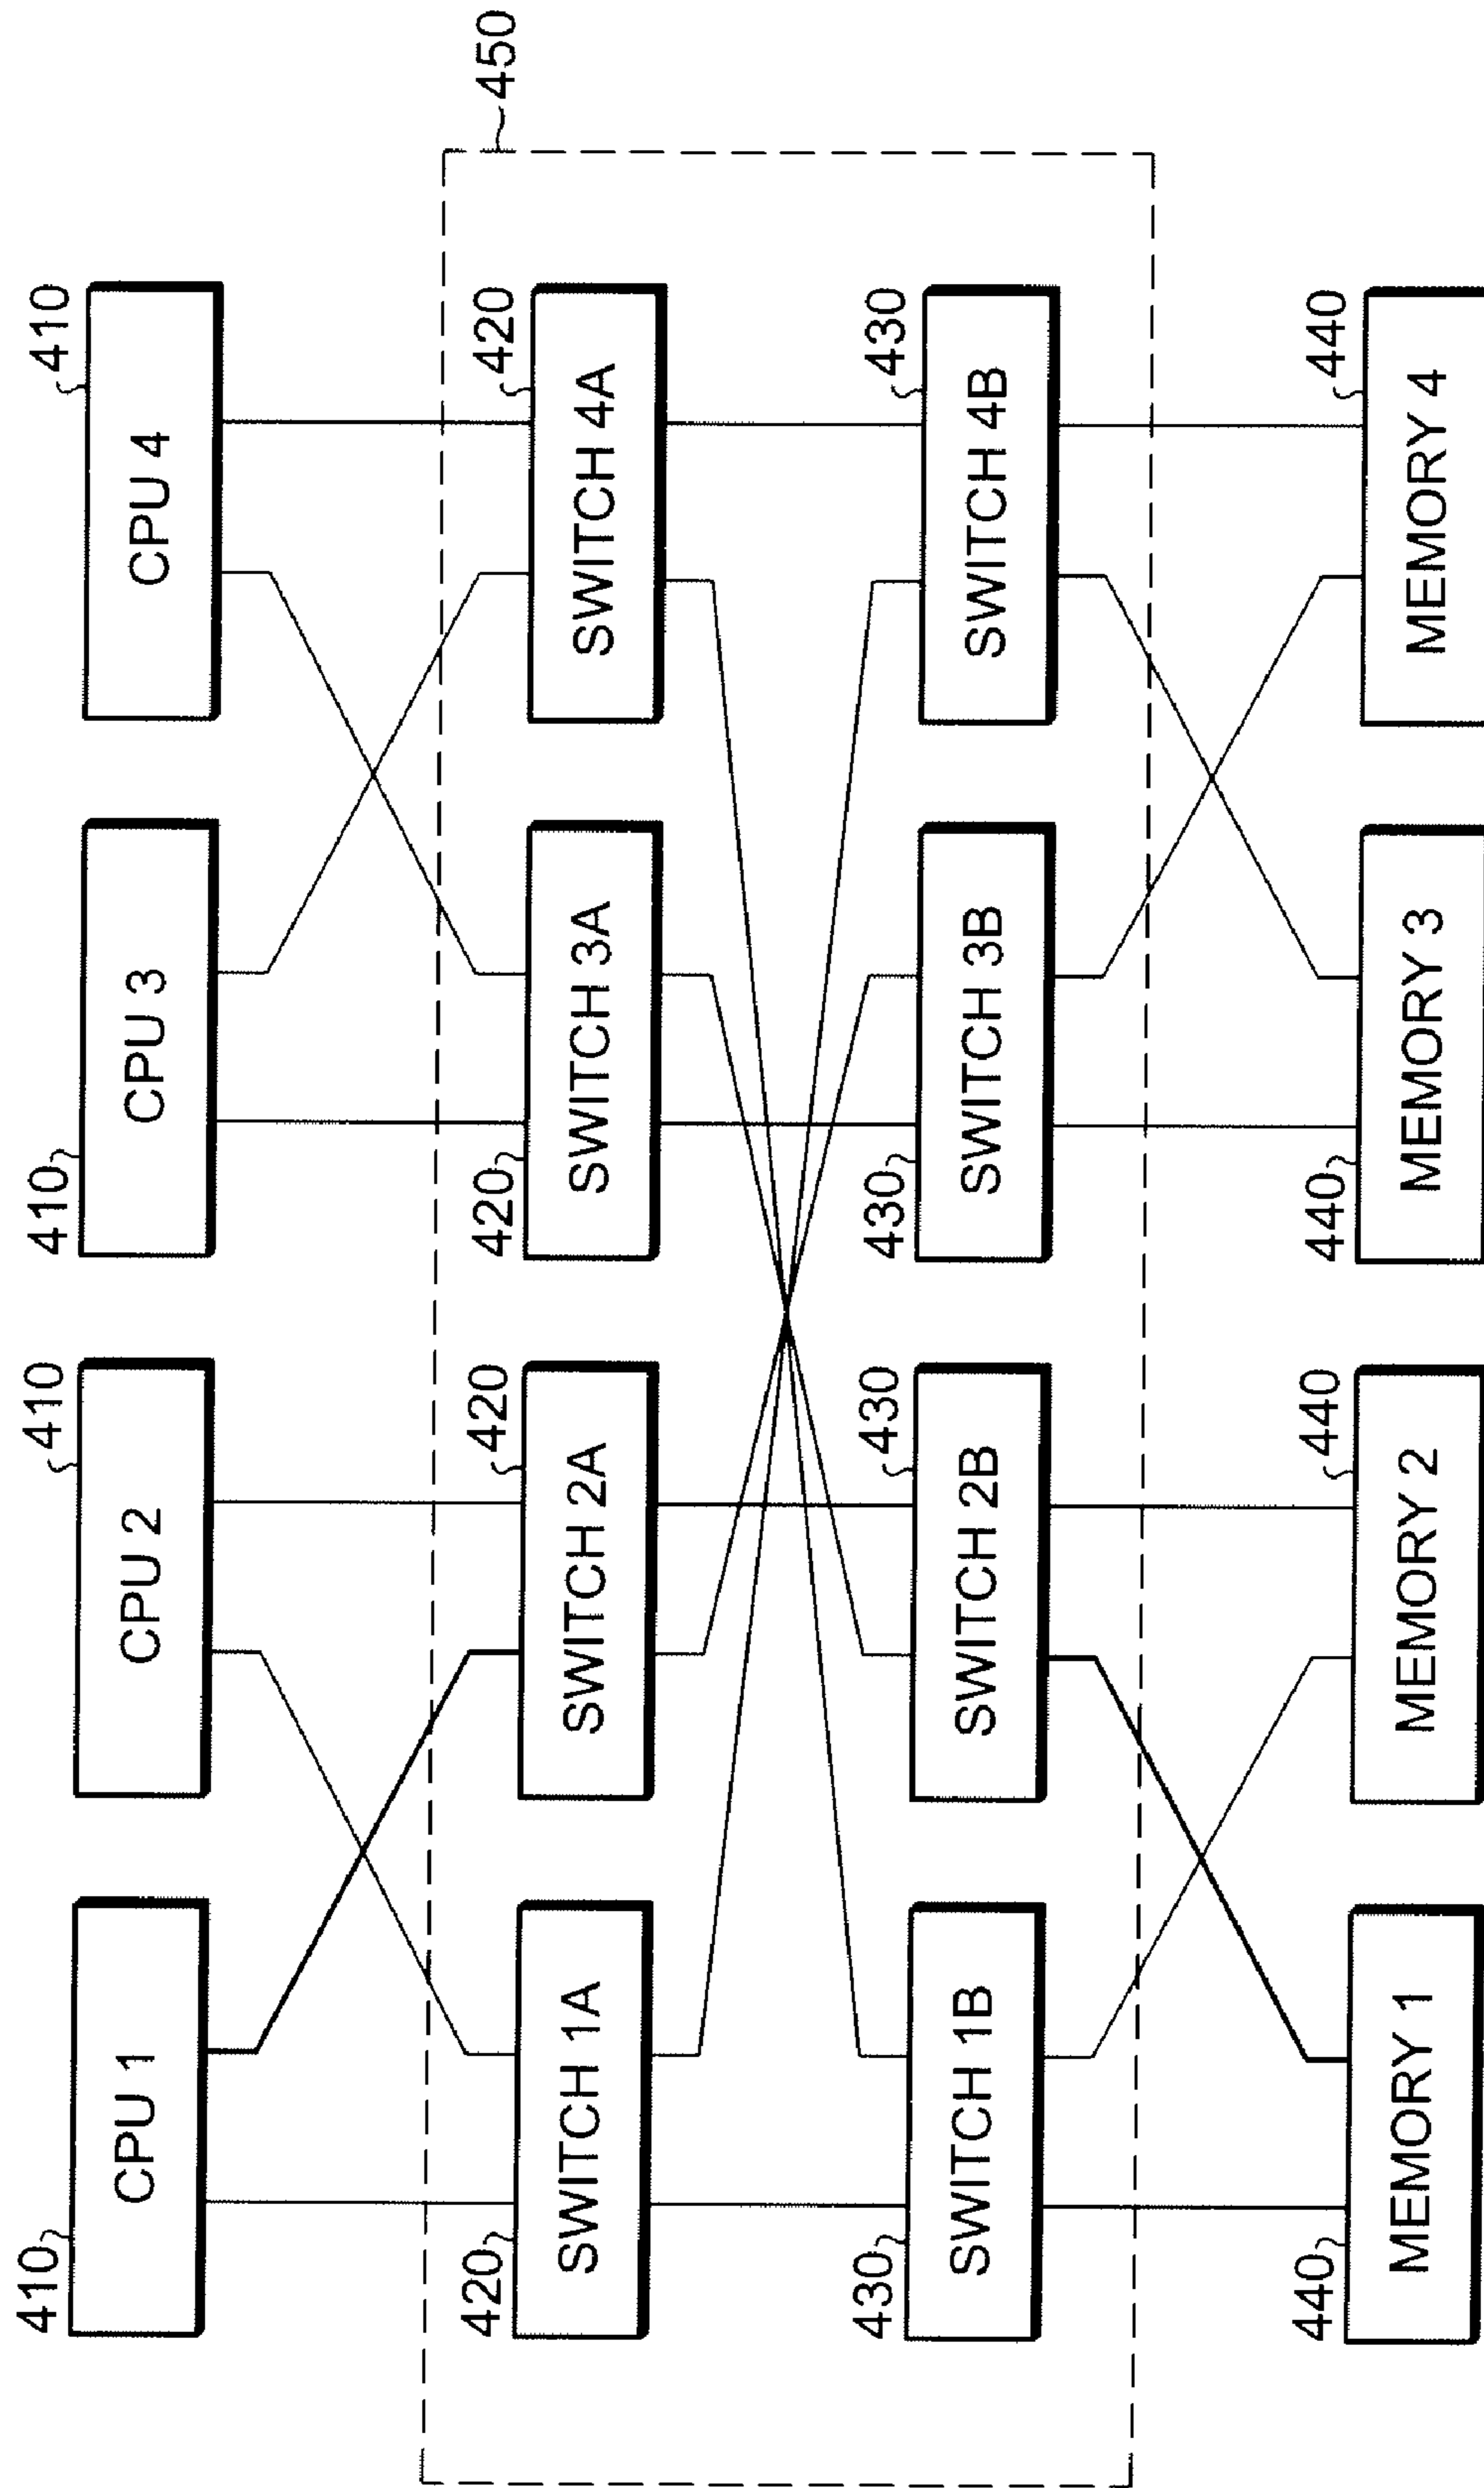 450
410
CPU 1
410
CPU 2
410
CPU 3
410
CPU 4
420
SWITCH 1A
420
SWITCH 2A
420
SWITCH 3A
420
SWITCH 4A
430
SWITCH 1B
430
SWITCH 2B
430
SWITCH 3B
430
SWITCH 4B
440
MEMORY 1
440
MEMORY 2
440
MEMORY 3
440
MEMORY 4